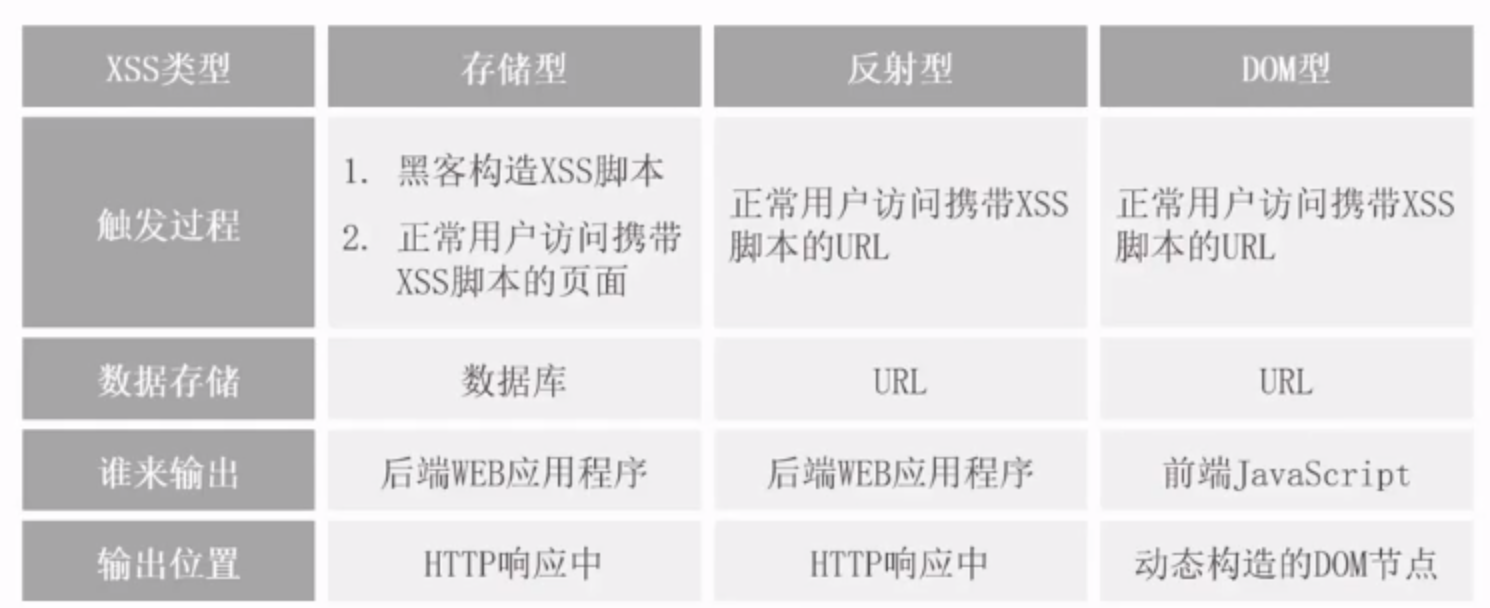 XSS类型
存储型
反射型
DOM型
触发过程
1. 黑客构造XSS脚本
2. 正常用户访问携带
XSS脚本的页面
正常用户访问携带XSS
脚本的URL
正常用户访问携带XSS
脚本的URL
数据存储
数据库
URL
URL
谁来输出
后端WEB应用程序
后端WEB应用程序
前端JavaScript
输出位置
HTTP响应中
HTTP响应中
动态构造的DOM节点